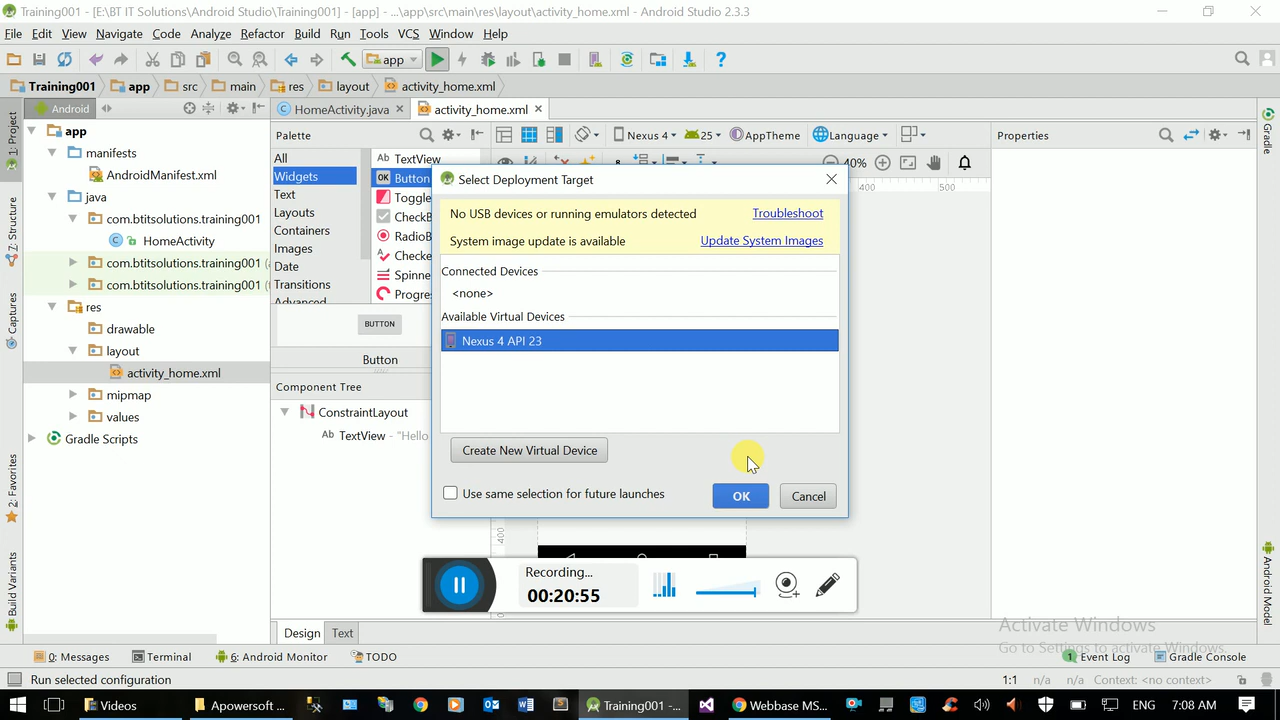 Training001 - [E:\BT IT Solutions\Android Studio\Training001] - [app] - ...\app\src\main\res\layout\activity_home.xml - Android Studio 2.3.3
File Edit View Navigate Code Analyze Refactor Build Run Tools VCS Window Help
app
Training001 app src main res layout activity_home.xml
Android
HomeActivity.java
activity_home.xml
1: Project
7: Structure
Captures
2: Favorites
Build Variants
app
manifests
AndroidManifest.xml
java
com.btitsolutions.training001
HomeActivity
com.btitsolutions.training001
com.btitsolutions.training001
res
drawable
layout
activity_home.xml
mipmap
values
Gradle Scripts
Palette
Nexus 4 25 AppTheme Language
Properties
All
Widgets
Text
Layouts
Containers
Images
Date
Transitions
Advanced
Ab TextView
OK Button
Toggle
CheckB
RadioB
Checke
Spinne
Progre
40%
400 500
BUTTON
Button
Component Tree
ConstraintLayout
Ab TextView - "Hello
Select Deployment Target
No USB devices or running emulators detected Troubleshoot
System image update is available Update System Images
Connected Devices
<none>
Available Virtual Devices
Nexus 4 API 23
Create New Virtual Device
Use same selection for future launches
OK
Cancel
400
Recording...
00:20:55
Gradle
Android Model
Design Text
Activate Windows
Go to Settings to activate Windows.
0: Messages Terminal 6: Android Monitor TODO
1 Event Log Gradle Console
Run selected configuration
1:1 n/a n/a Context: <no context>
Videos
Apowersoft ...
Training001 -...
Webbase MS...
ENG 7:08 AM